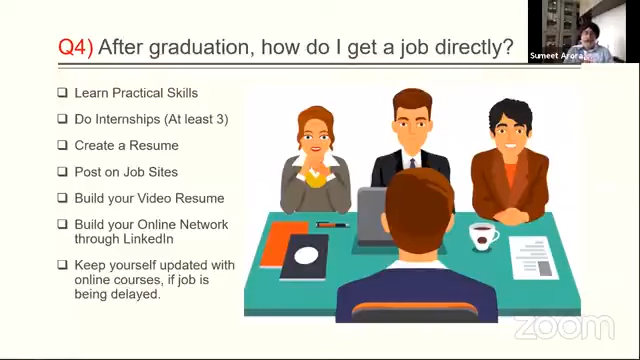 Q4) After graduation, how do I get a job directly?
Sumeet Arora
Learn Practical Skills
Do Internships (At least 3)
Create a Resume
Post on Job Sites
Build your Video Resume
Build your Online Network
through LinkedIn
Keep yourself updated with
online courses, if job is
being delayed.
zoom